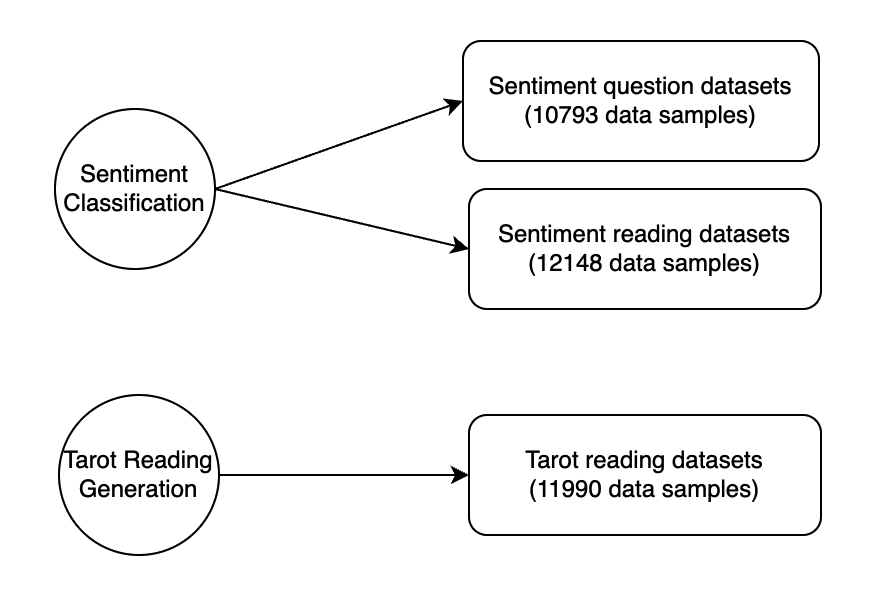 Sentiment question datasets
(10793 data samples)
Sentiment
Classification
Sentiment reading datasets
(12148 data samples)
Tarot Reading
Generation
Tarot reading datasets
(11990 data samples)